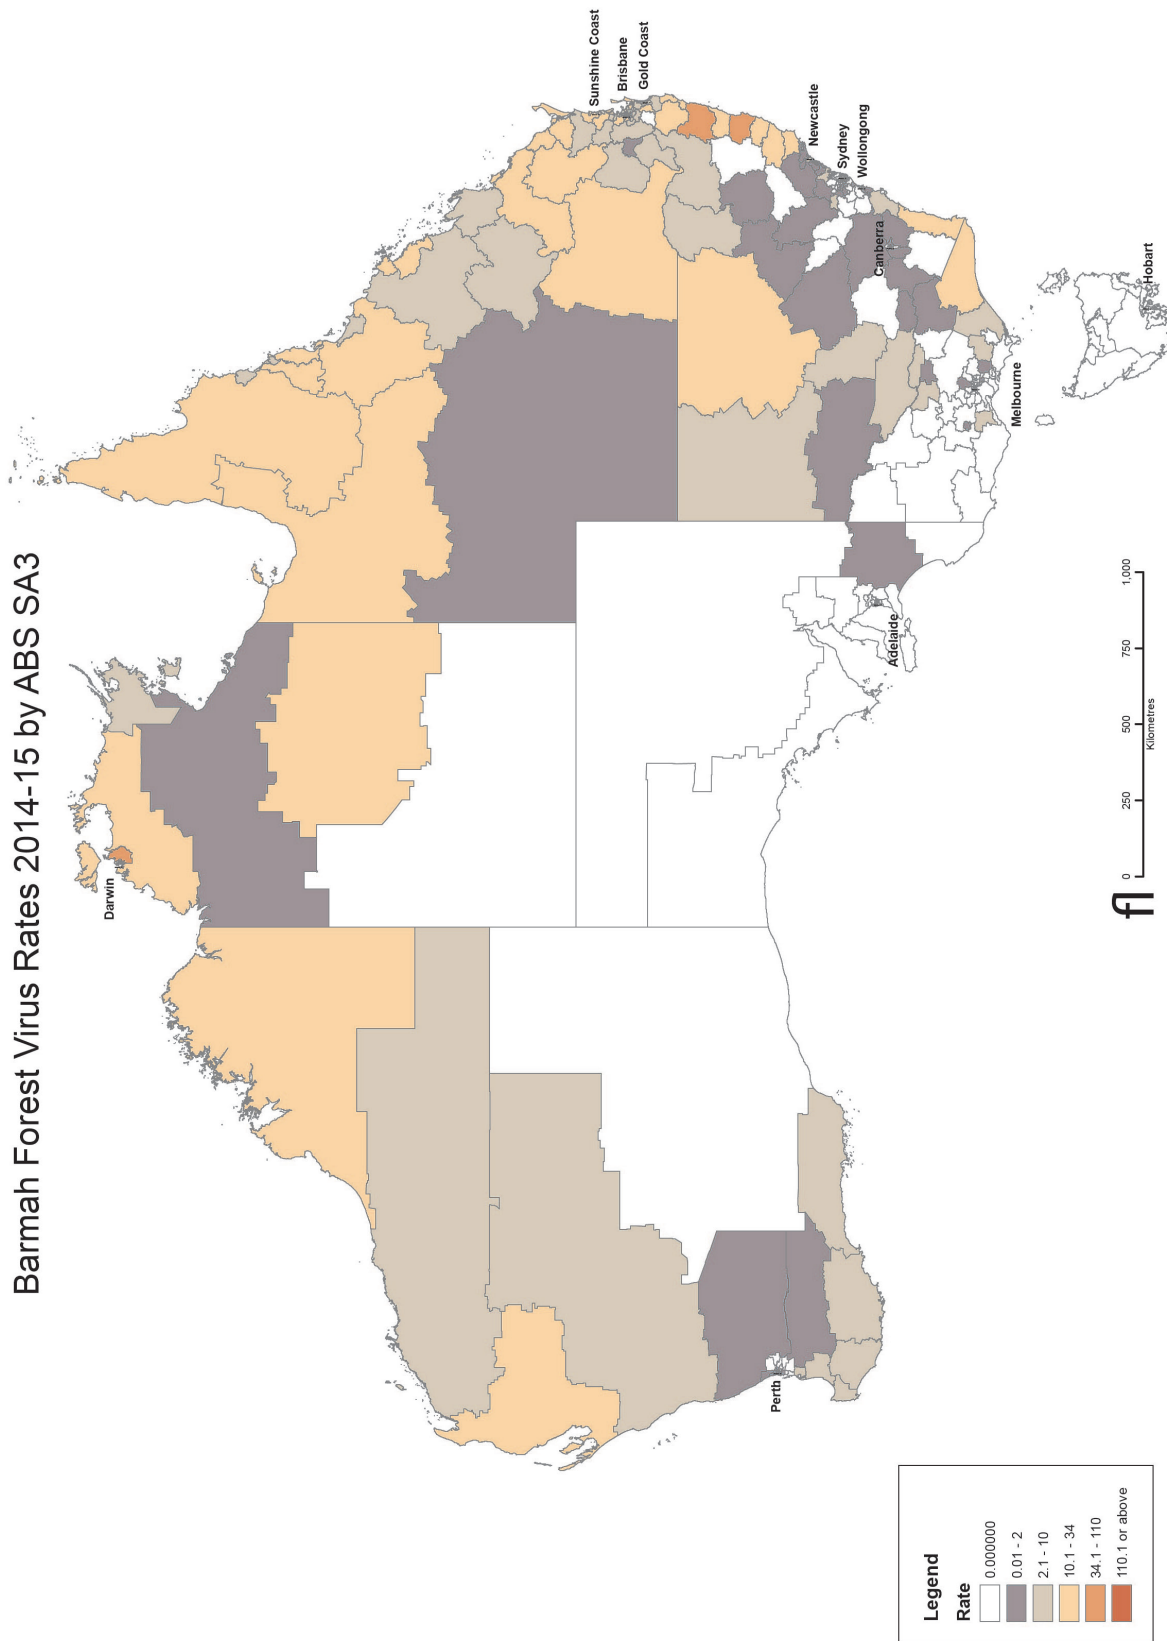 Barmah Forest Virus Rates 2014-15 by ABS SA3
Darwin
Sunshine Coast
Brisbane
Gold Coast
Newcastle
Sydney
Wollongong
Canberra
Melbourne
Hobart
Adelaide
Perth
Legend
Rate
0.000000
0.01 - 2
2.1 - 10
10.1 - 34
34.1 - 110
110.1 or above
fl
0 250 500 750 1,000
Kilometres